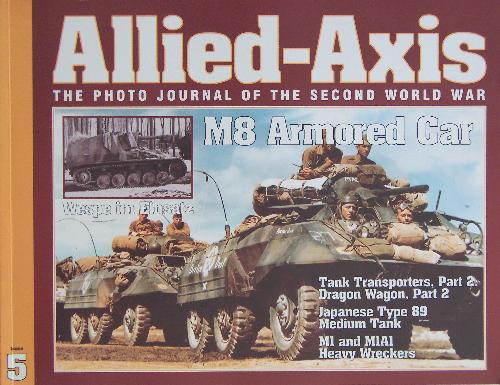 Allied-Axis
THE PHOTO JOURNAL OF THE SECOND WORLD WAR
M8 Armored Car
Wespe im Einsatz
Tank Transporters, Part 2
Dragon Wagon, Part 2
Japanese Type 89
Medium Tank
M1 and M1A1
Heavy Wreckers
5